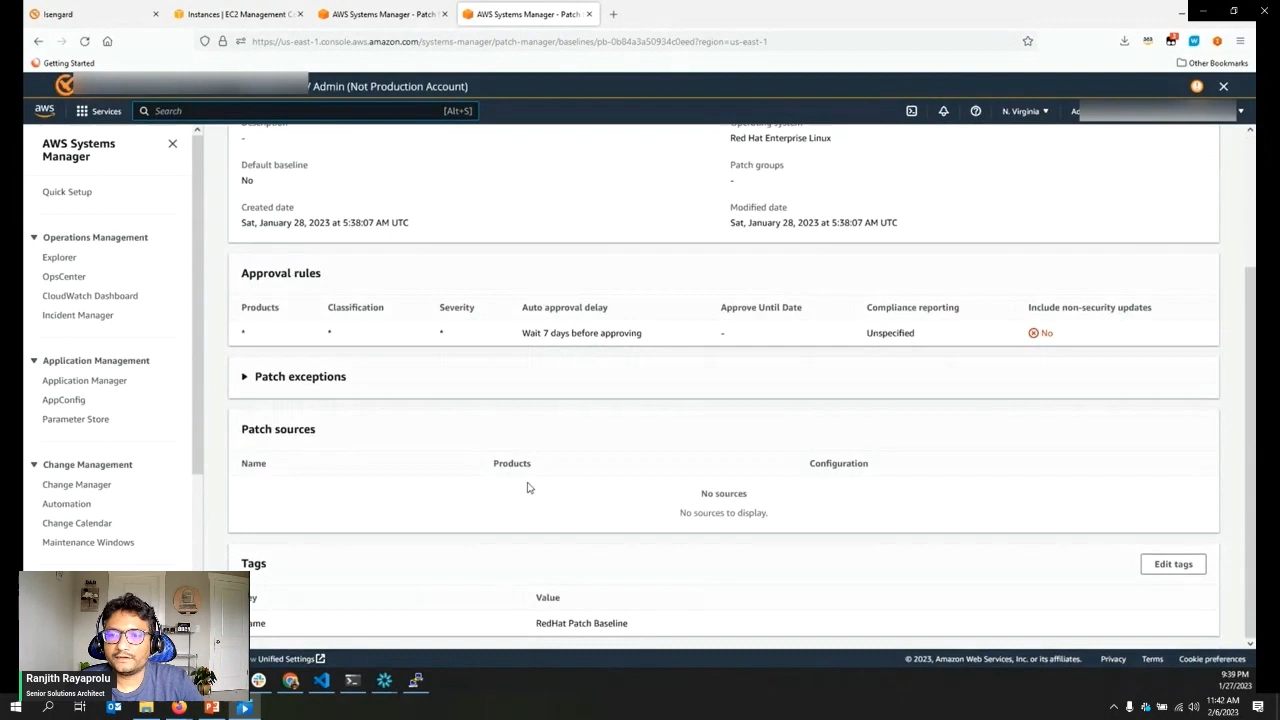 Isengard
Instances | EC2 Management Co
AWS Systems Manager - Patch
AWS Systems Manager - Patch
https://us-east-1.console.aws.amazon.com/systems-manager/patch-manager/baselines/pb-0b84a3a50934c0eed?region=us-east-1
Getting Started
Other Bookmarks
/ Admin (Not Production Account)
aws
Services
Search
[Alt+S]
N. Virginia
AWS Systems
Manager
Quick Setup
Operations Management
Explorer
OpsCenter
CloudWatch Dashboard
Incident Manager
Application Management
Application Manager
AppConfig
Parameter Store
Change Management
Change Manager
Automation
Change Calendar
Maintenance Windows
Description
Operating system
-
Red Hat Enterprise Linux
Default baseline
Patch groups
No
-
Created date
Modified date
Sat, January 28, 2023 at 5:38:07 AM UTC
Sat, January 28, 2023 at 5:38:07 AM UTC
Approval rules
Products Classification Severity Auto approval delay Approve Until Date Compliance reporting Include non-security updates
* * * Wait 7 days before approving - Unspecified No
Patch exceptions
Patch sources
Name Products Configuration
No sources
No sources to display.
Tags
Edit tags
ey Value
ame RedHat Patch Baseline
w Unified Settings
© 2023, Amazon Web Services, Inc. or its affiliates.
Privacy
Terms
Cookie preferences
Ranjith Rayaprolu
Senior Solutions Architect
9:39 PM
1/27/2023
11:42 AM
2/6/2023